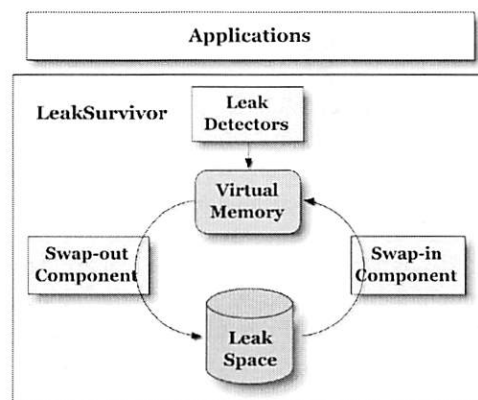 Applications
LeakSurvivor
Leak
Detectors
Virtual
Memory
Swap-out
Component
Swap-in
Component
Leak
Space